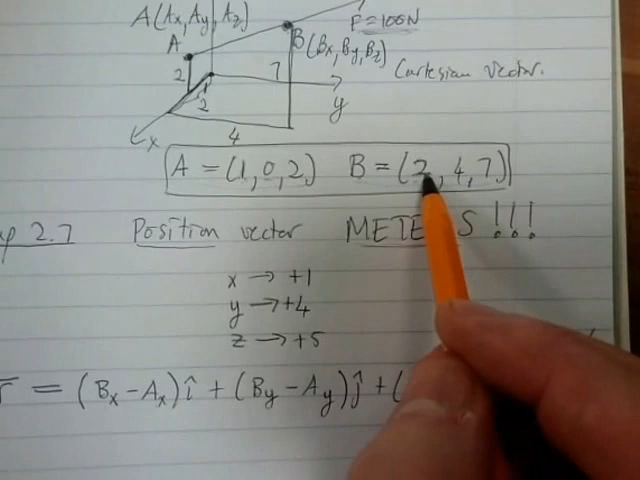 A(Ax, Ay, Az)
F = 100N
A
B
(Bx, By, Bz)
2
7
Cartesian vector.
1
2
y
x
4
A = (1, 0, 2) B = (2, 4, 7)
2.7 Position vector METE S!!!
x → +1
y → +4
z → +5
r = (Bx - Ax) î + (By - Ay) ĵ + (